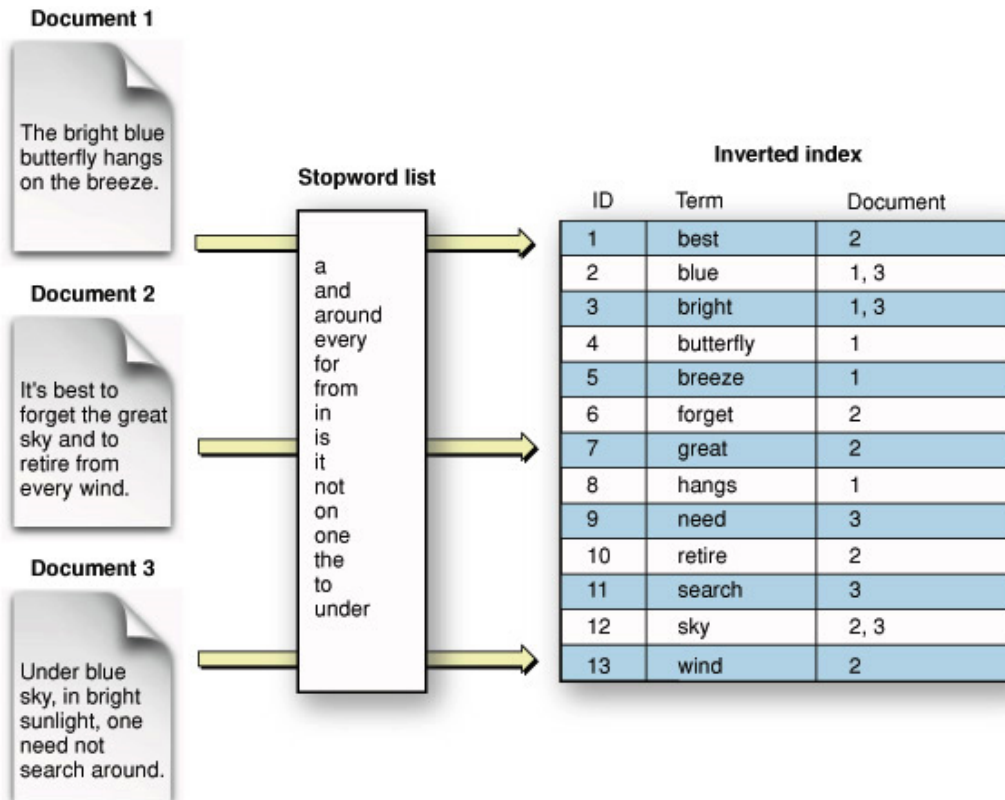 Document 1
The bright blue
butterfly hangs
on the breeze.
Document 2
It's best to
forget the great
sky and to
retire from
every wind.
Document 3
Under blue
sky, in bright
sunlight, one
need not
search around.
Stopword list
a
and
around
every
for
from
in
is
it
not
on
one
the
to
under
Inverted index
ID Term Document
1 best 2
2 blue 1, 3
3 bright 1, 3
4 butterfly 1
5 breeze 1
6 forget 2
7 great 2
8 hangs 1
9 need 3
10 retire 2
11 search 3
12 sky 2, 3
13 wind 2